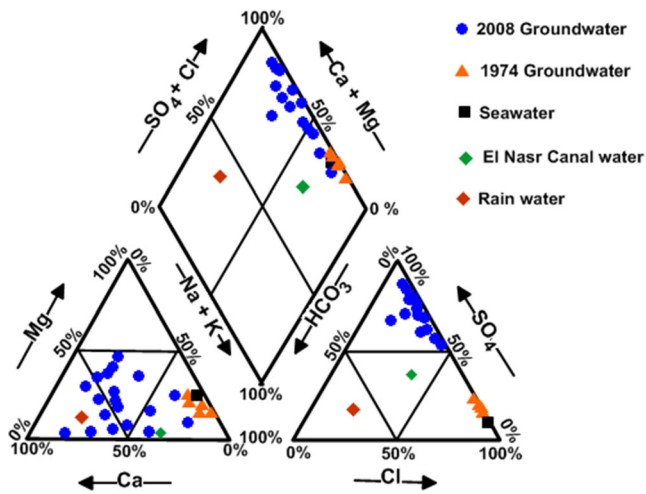 100%
2008 Groundwater
1974 Groundwater
Seawater
El Nasr Canal water
Rain water
SO4 + Cl
Ca + Mg
50%
50%
0%
0 %
Na + K
HCO3
100%
100%
0%
Mg
50%
50%
0%
100%
50%
0%
Ca
0%
100%
SO4
50%
50%
100%
0%
0%
50%
100%
Cl